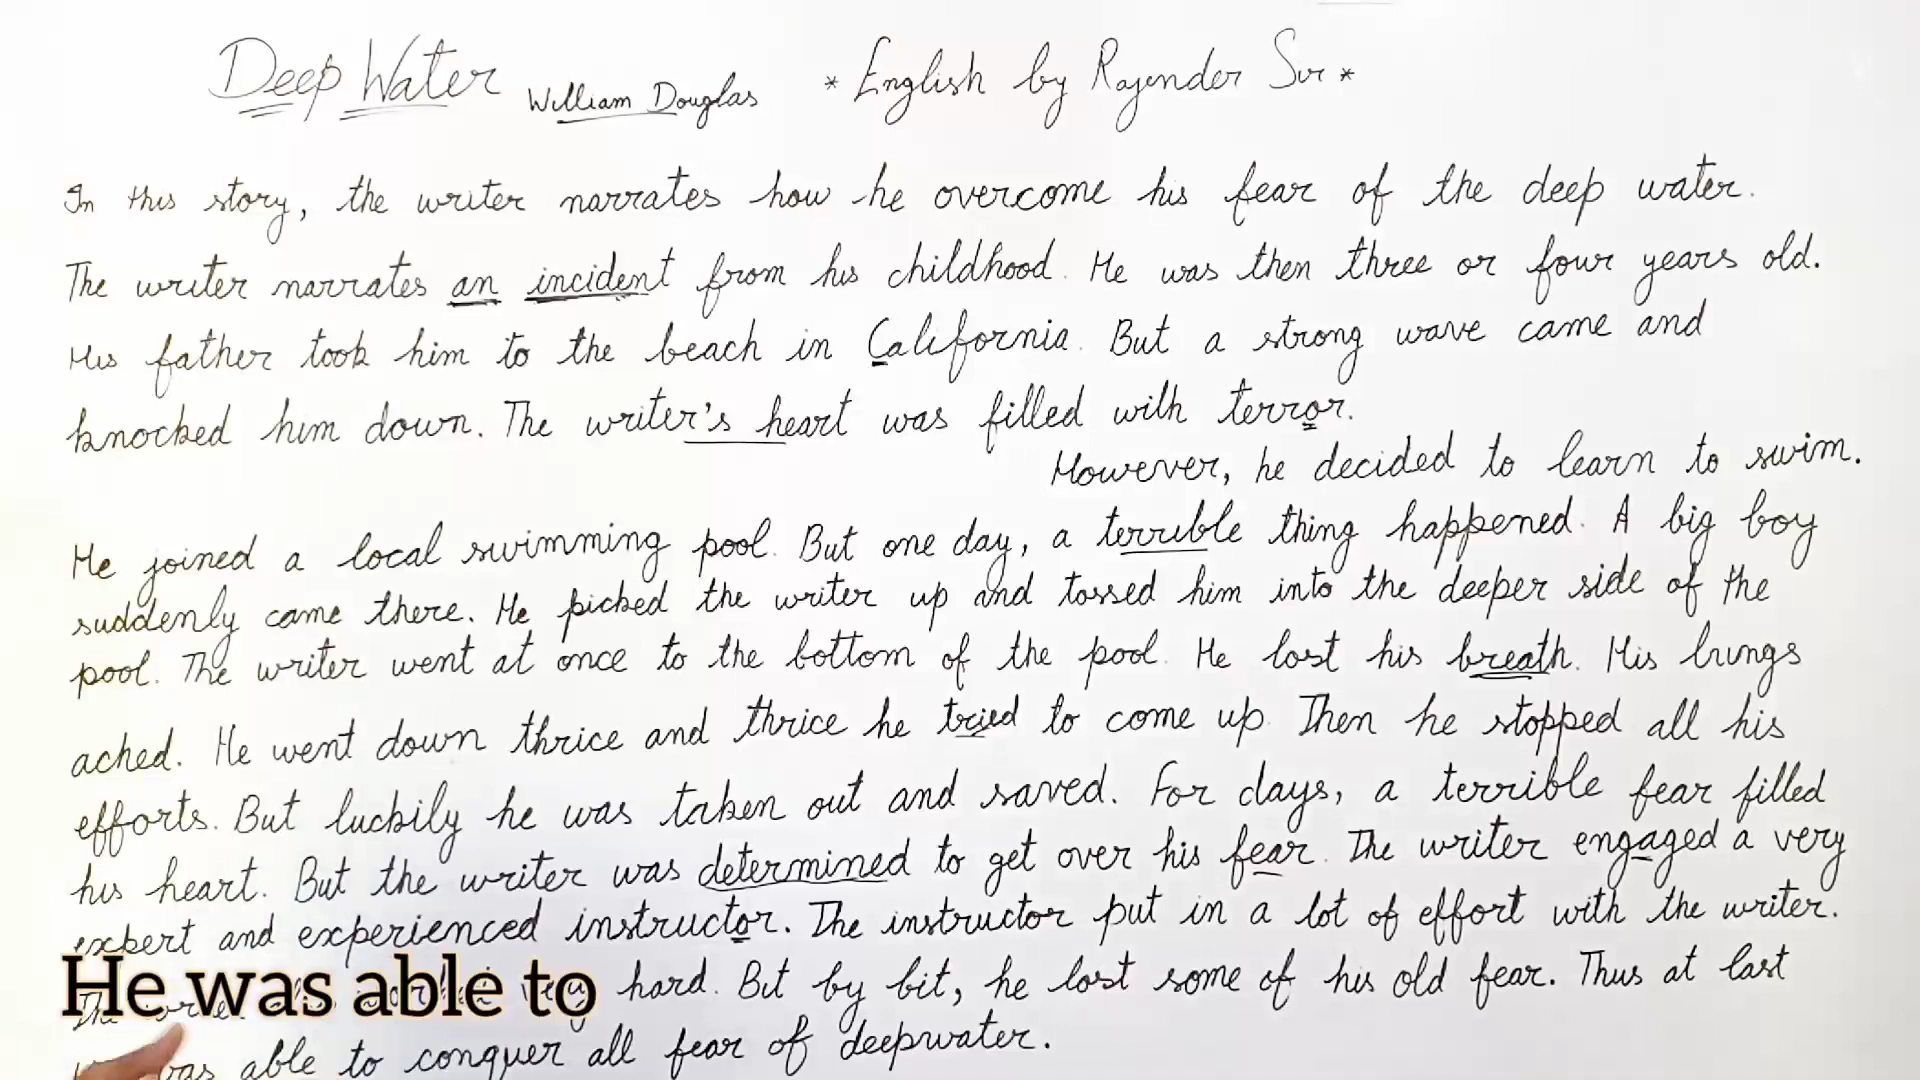 Deep Water William Douglas * English by Rajender Sir *
In this story, the writer narrates how he overcome his fear of the deep water.
The writer narrates an incident from his childhood. He was then three or four years old.
His father took him to the beach in California. But a strong wave came and
knocked him down. The writer's heart was filled with terror.
However, he decided to learn to swim.
He joined a local swimming pool. But one day, a terrible thing happened. A big boy
suddenly came there. He picked the writer up and tossed him into the deeper side of the
pool. The writer went at once to the bottom of the pool. He lost his breath. His lungs
ached. He went down thrice and thrice he tried to come up. Then he stopped all his
efforts. But luckily he was taken out and saved. For days, a terrible fear filled
his heart. But the writer was determined to get over his fear. The writer engaged a very
expert and experienced instructor. The instructor put in a lot of effort with the writer.
The hard. Bit by bit, he lost some of his old fear. Thus at last
was able to conquer all fear of deepwater.
He was able to